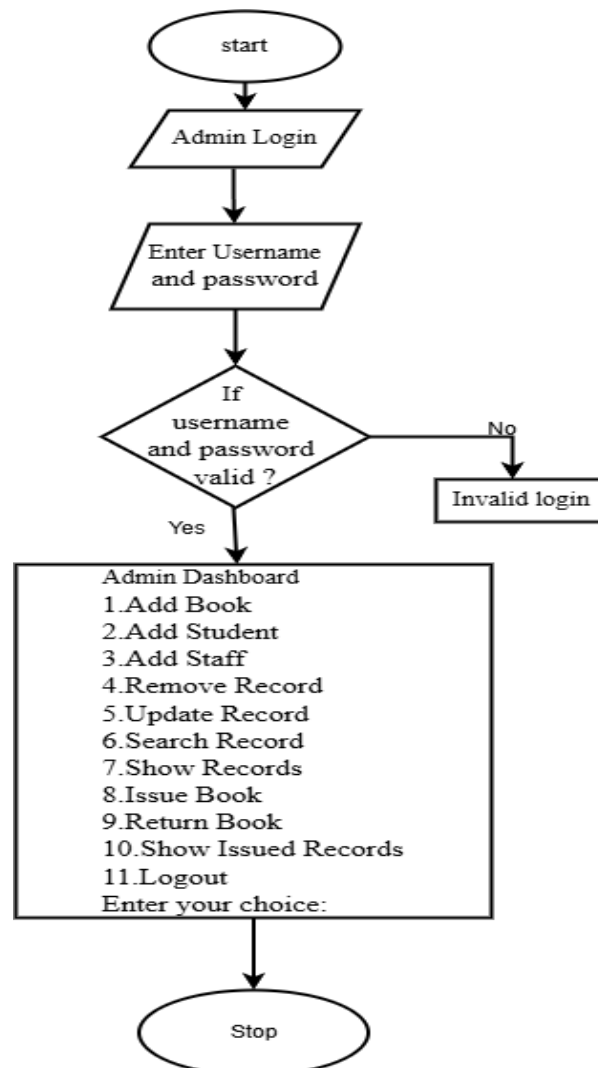 start
Admin Login
Enter Username
and password
If
username
and password
valid ?
No
Invalid login
Yes
Admin Dashboard
1.Add Book
2.Add Student
3.Add Staff
4.Remove Record
5.Update Record
6.Search Record
7.Show Records
8.Issue Book
9.Return Book
10.Show Issued Records
11.Logout
Enter your choice:
Stop